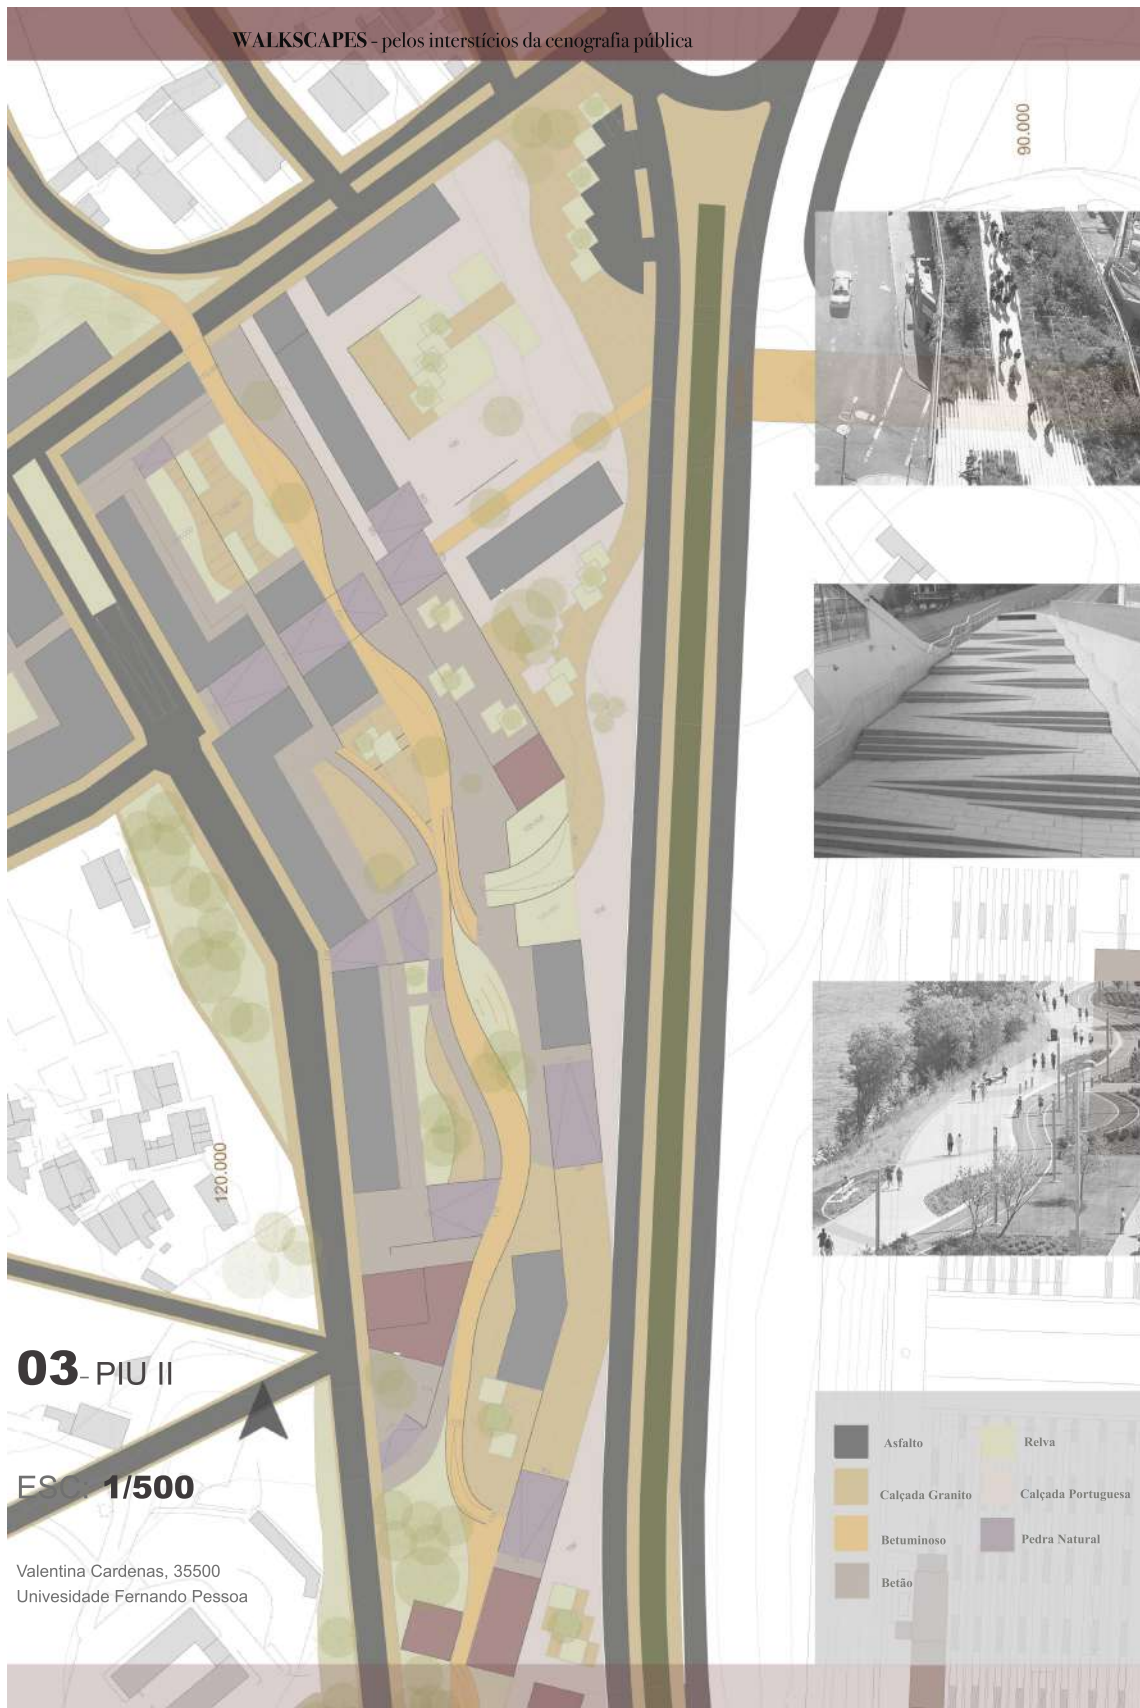 WALKSCAPES - pelos interstícios da cenografia pública
90.000
120.000
03- PIU II
ESC: 1/500
Valentina Cardenas, 35500
Univesidade Fernando Pessoa
Asfalto
Relva
Calçada Granito
Calçada Portuguesa
Betuminoso
Pedra Natural
Betão